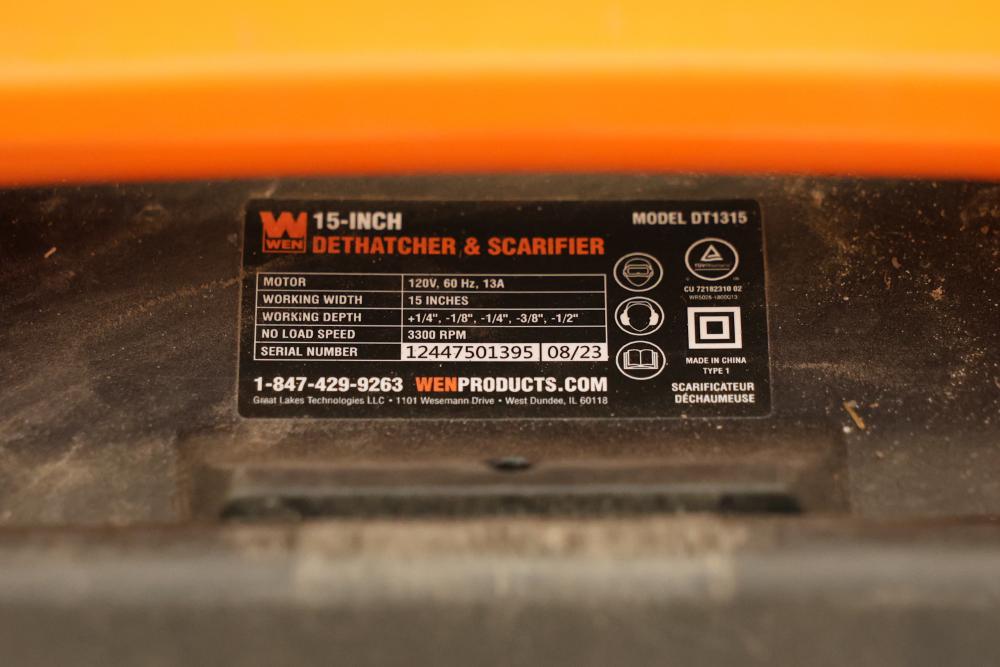 WEN
15-INCH
DETHATCHER & SCARIFIER
MODEL DT1315
MOTOR 120V, 60 Hz, 13A
WORKING WIDTH 15 INCHES
WORKING DEPTH +1/4", -1/8", -1/4", -3/8", -1/2"
NO LOAD SPEED 3300 RPM
SERIAL NUMBER 12447501395 08/23
1-847-429-9263 WENPRODUCTS.COM
Great Lakes Technologies LLC • 1101 Wesemann Drive • West Dundee, IL 60118
CU 72182310 02
MADE IN CHINA
TYPE 1
SCARIFICATEUR
DÉCHAUMEUSE